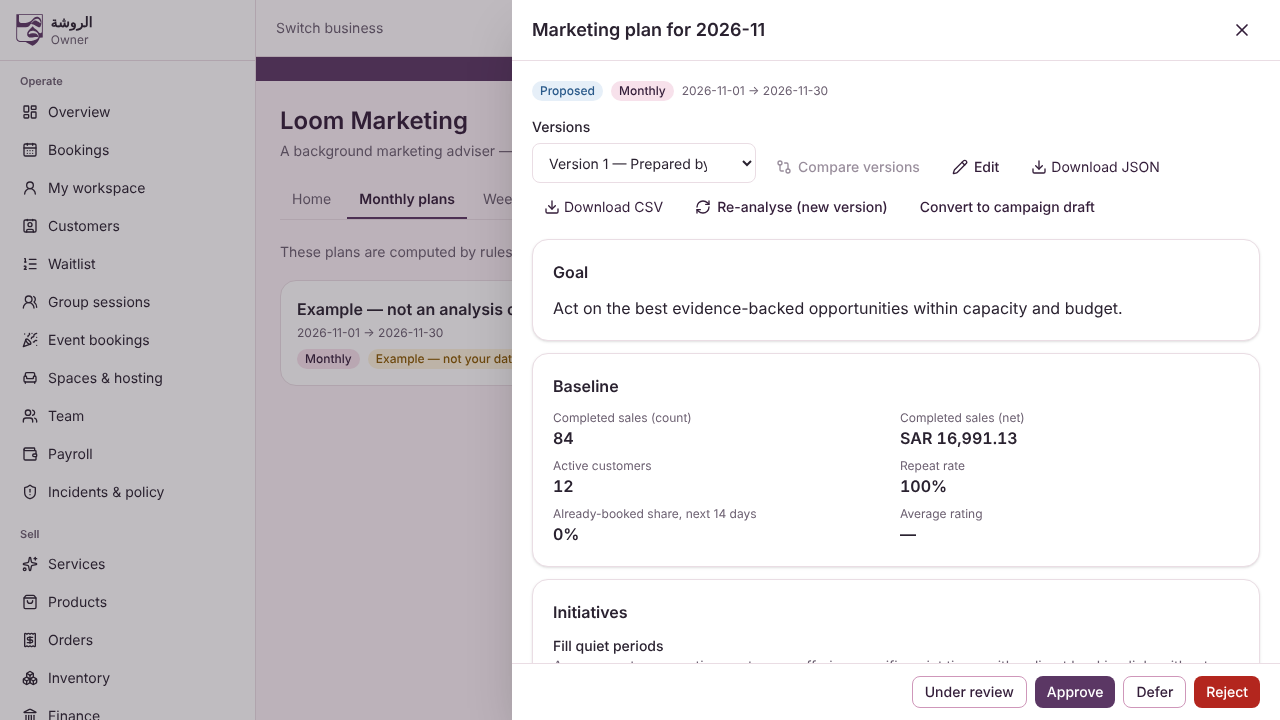 الروشة
Owner
Operate
Overview
Bookings
My workspace
Customers
Waitlist
Group sessions
Event bookings
Spaces & hosting
Team
Payroll
Incidents & policy
Sell
Services
Products
Orders
Inventory
Finance
Switch business
Loom Marketing
A background marketing adviser —
Home
Monthly plans
Wee
These plans are computed by rules
Example — not an analysis o
2026-11-01 → 2026-11-30
Monthly
Example — not your dat
Marketing plan for 2026-11
Proposed
Monthly
2026-11-01 → 2026-11-30
Versions
Version 1 — Prepared by
Compare versions
Edit
Download JSON
Download CSV
Re-analyse (new version)
Convert to campaign draft
Goal
Act on the best evidence-backed opportunities within capacity and budget.
Baseline
Completed sales (count)
84
Completed sales (net)
SAR 16,991.13
Active customers
12
Repeat rate
100%
Already-booked share, next 14 days
0%
Average rating
—
Initiatives
Fill quiet periods
Under review
Approve
Defer
Reject